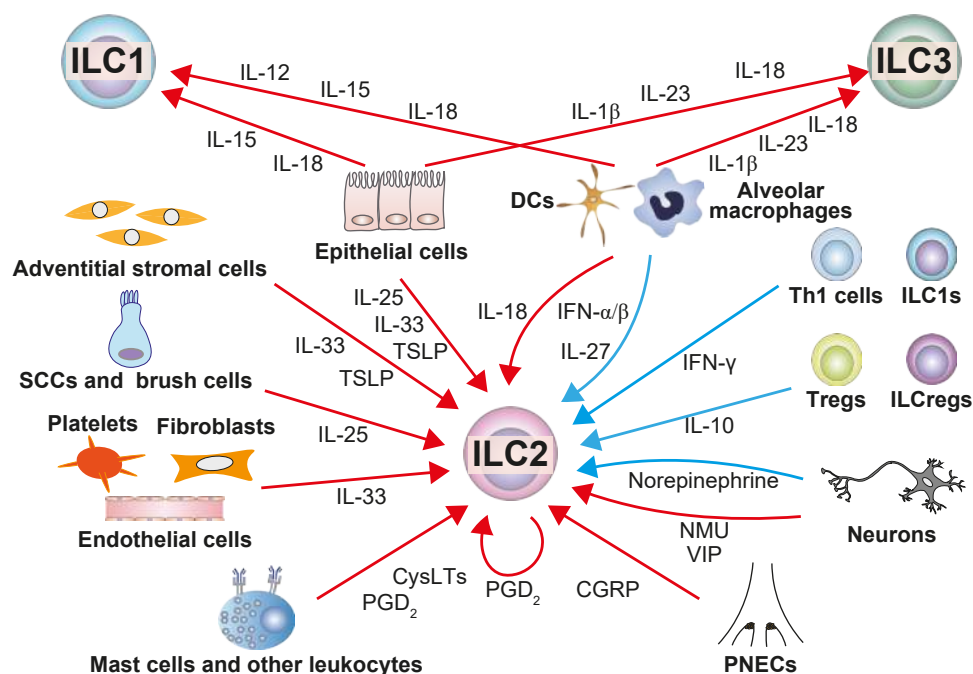 ILC1
ILC3
IL-12
IL-15
IL-18
IL-18
IL-23
IL-1β
IL-15
IL-18
IL-18
IL-23
IL-1β
DCs
Alveolar
macrophages
Epithelial cells
Adventitial stromal cells
Th1 cells
ILC1s
IL-25
IL-33
TSLP
IL-18
IFN-α/β
IL-27
IL-33
TSLP
IFN-γ
SCCs and brush cells
Tregs
ILCregs
Platelets
Fibroblasts
IL-25
IL-10
ILC2
IL-33
Norepinephrine
Endothelial cells
NMU
VIP
Neurons
CysLTs
PGD2
PGD2
CGRP
Mast cells and other leukocytes
PNECs